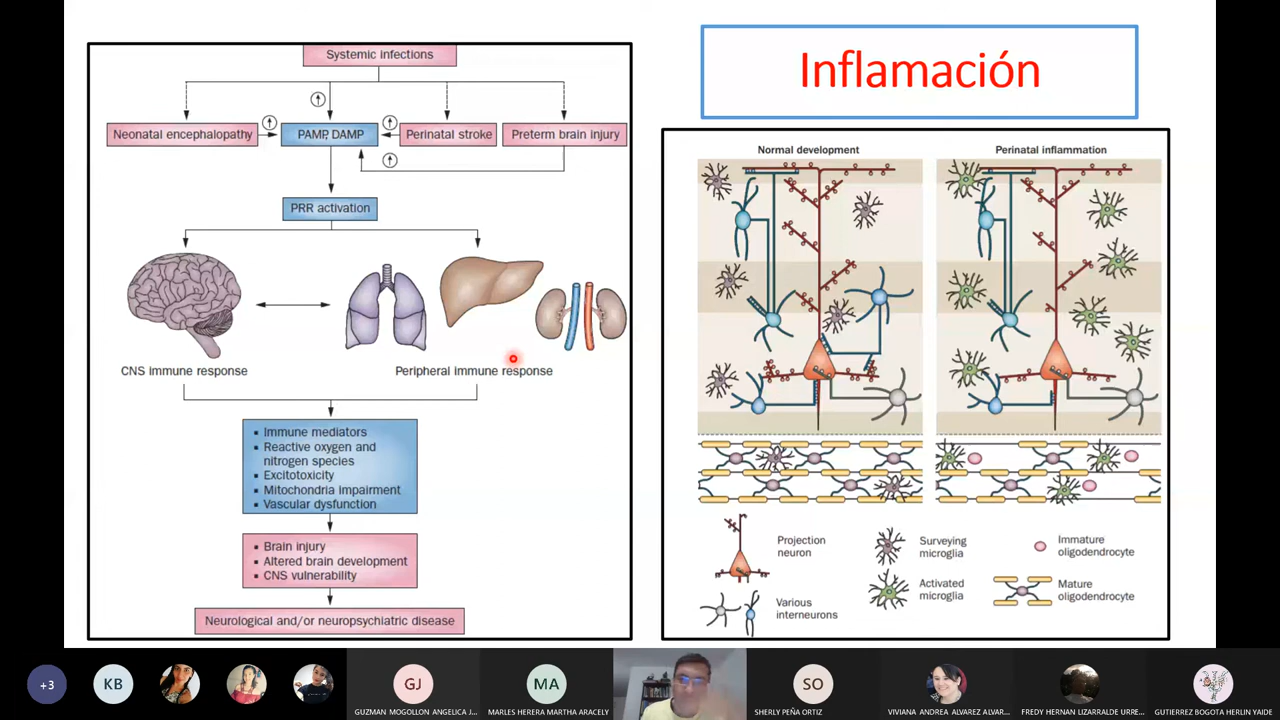 Inflamación
Systemic infections
Neonatal encephalopathy
PAMP, DAMP
Perinatal stroke
Preterm brain injury
PRR activation
CNS immune response
Peripheral immune response
▪ Immune mediators
▪ Reactive oxygen and
nitrogen species
▪ Excitotoxicity
▪ Mitochondria impairment
▪ Vascular dysfunction
▪ Brain injury
▪ Altered brain development
▪ CNS vulnerability
Neurological and/or neuropsychiatric disease
Normal development
Perinatal inflammation
Projection
neuron
Various
interneurons
Surveying
microglia
Activated
microglia
Immature
oligodendrocyte
Mature
oligodendrocyte
+3
KB
GJ
GUZMAN MOGOLLON ANGELICA J...
MA
MARLES HERERA MARTHA ARACELY
SO
SHERLY PEÑA ORTIZ
VIVIANA ANDREA ALVAREZ ALVAR...
FREDY HERNAN LIZARRALDE URRE...
GUTIERREZ BOGOTA HERLIN YAIDE